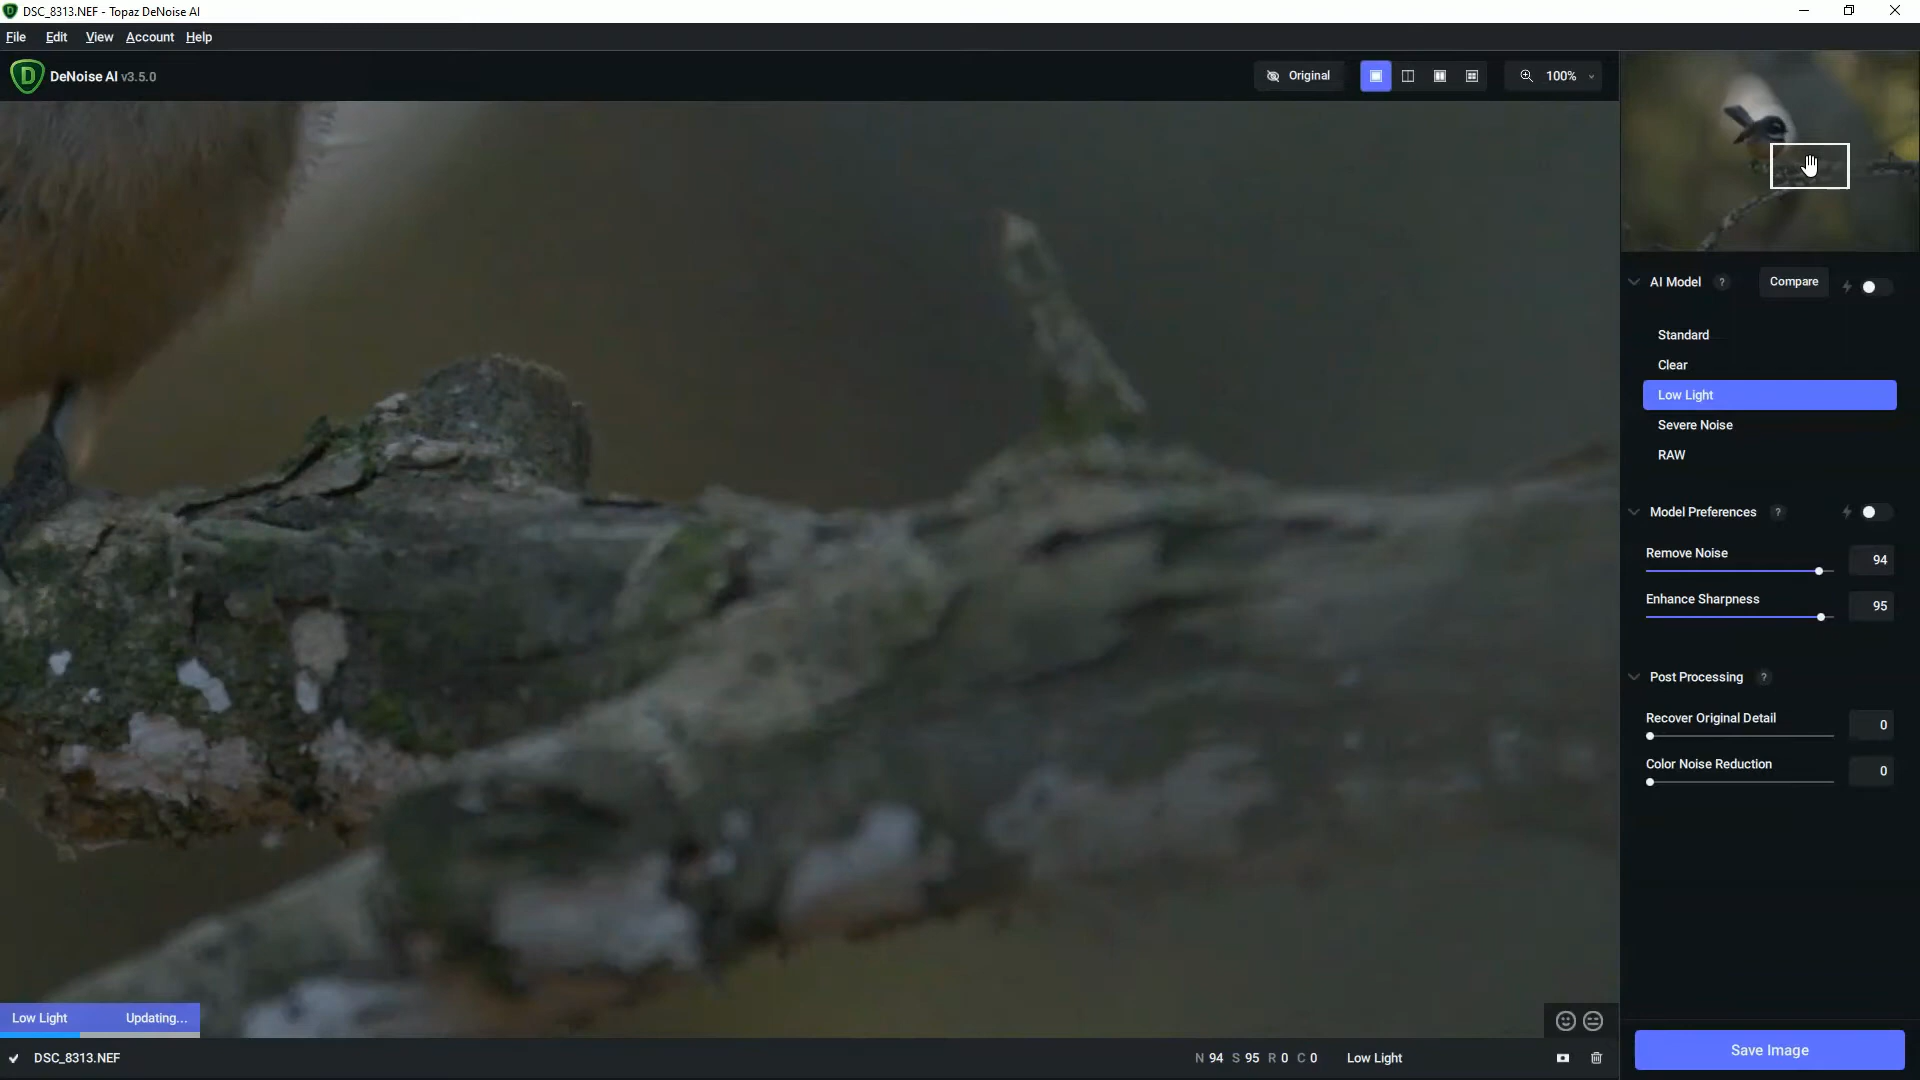 DSC_8313.NEF - Topaz DeNoise AI
File Edit View Account Help
D DeNoise AI v3.5.0
Original
100%
AI Model ? Compare
Standard
Clear
Low Light
Severe Noise
RAW
Model Preferences ?
Remove Noise 94
Enhance Sharpness 95
Post Processing ?
Recover Original Detail 0
Color Noise Reduction 0
Low Light Updating...
DSC_8313.NEF
N 94 S 95 R 0 C 0 Low Light
Save Image